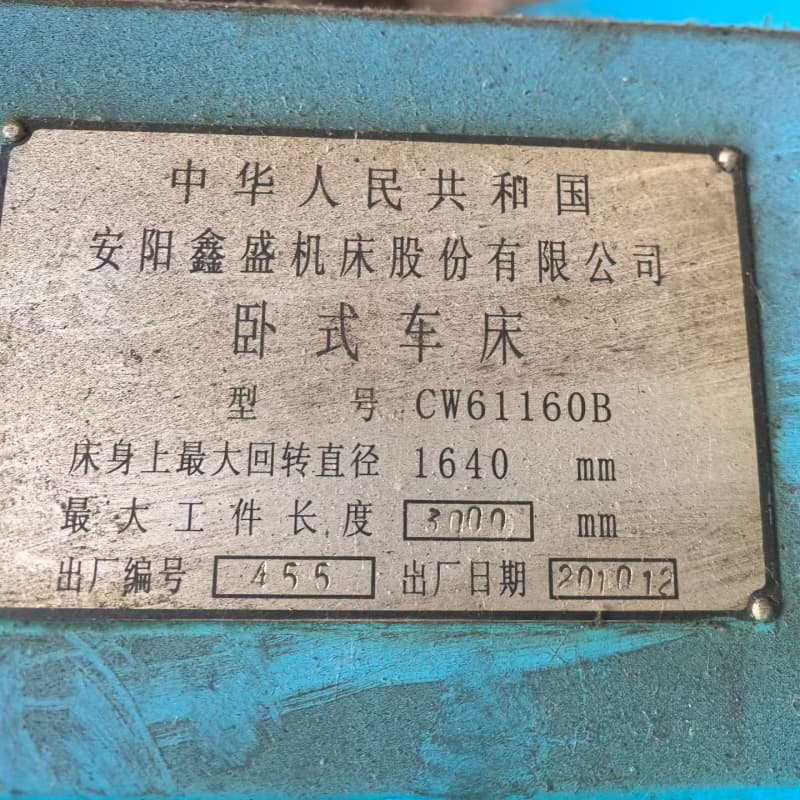 中华人民共和国
安阳鑫盛机床股份有限公司
卧式车床
型号 CW61160B
床身上最大回转直径 1640 mm
最大工件长度 3000 mm
出厂编号 455 出厂日期 201012